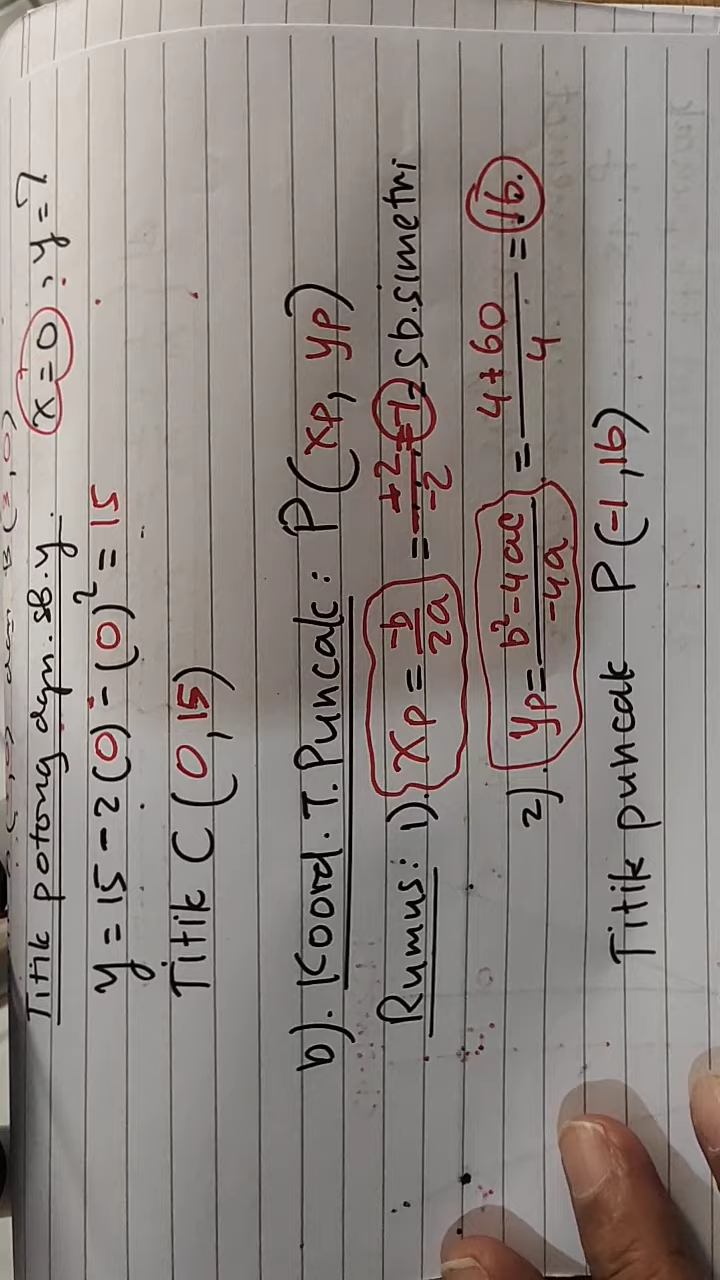 Titik potong dgn. sb. y. x = 0 ; y = ?
y = 15 - 2(0) - (0)² = 15
Titik C (0, 15)
b). Koord. T. Puncak : P(xp, yp)
Rumus : 1). xp = -b/2a = +2/-2 = -1 = sb. simetri
2). yp = b²-4ac/-4a = 4+60/4 = 16.
Titik puncak P(-1, 16)